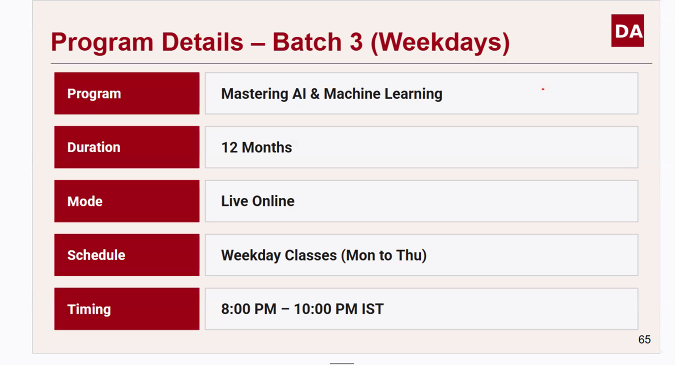 Program Details – Batch 3 (Weekdays)
DA
Program
Mastering AI & Machine Learning
Duration
12 Months
Mode
Live Online
Schedule
Weekday Classes (Mon to Thu)
Timing
8:00 PM – 10:00 PM IST
65